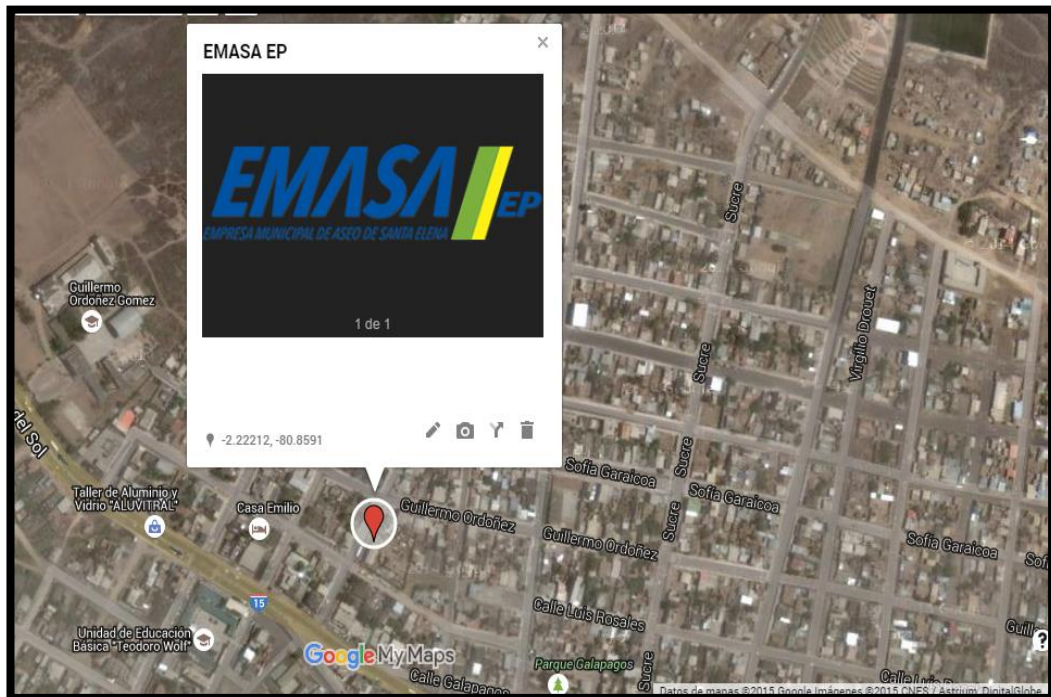 EMASA EP
×
EMASA EP
EMPRESA MUNICIPAL DE ASEO DE SANTA ELENA
1 de 1
-2.22212, -80.8591
Guillermo
Ordoñez Gomez
del Sol
Taller de Aluminio y
Vidrio "ALUVITRAL"
Casa Emilio
15
Unidad de Educación
Básica "Teodoro Wolf"
Google My Maps
Calle Galapagos
Parque Galapagos
Guillermo Ordoñez
Guillermo Ordoñez
Calle Luis Rosales
Sofía Garaicoa
Sofía Garaicoa
Sofía Garaicoa
Sucre
Sucre
Sucre
Sucre
Sucre
Virgilio Drouet
?
Datos de mapas ©2015 Google Imágenes ©2015 CNES / Astrium, DigitalGlobe